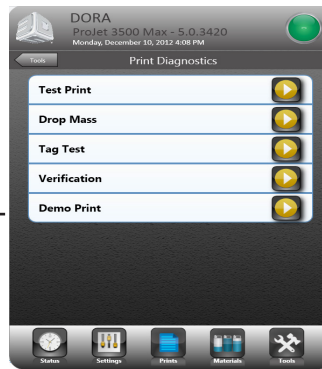 DORA
ProJet 3500 Max - 5.0.3420
Monday, December 10, 2012 4:08 PM
Tools
Print Diagnostics
Test Print
Drop Mass
Tag Test
Verification
Demo Print
Status Settings Prints Materials Tools